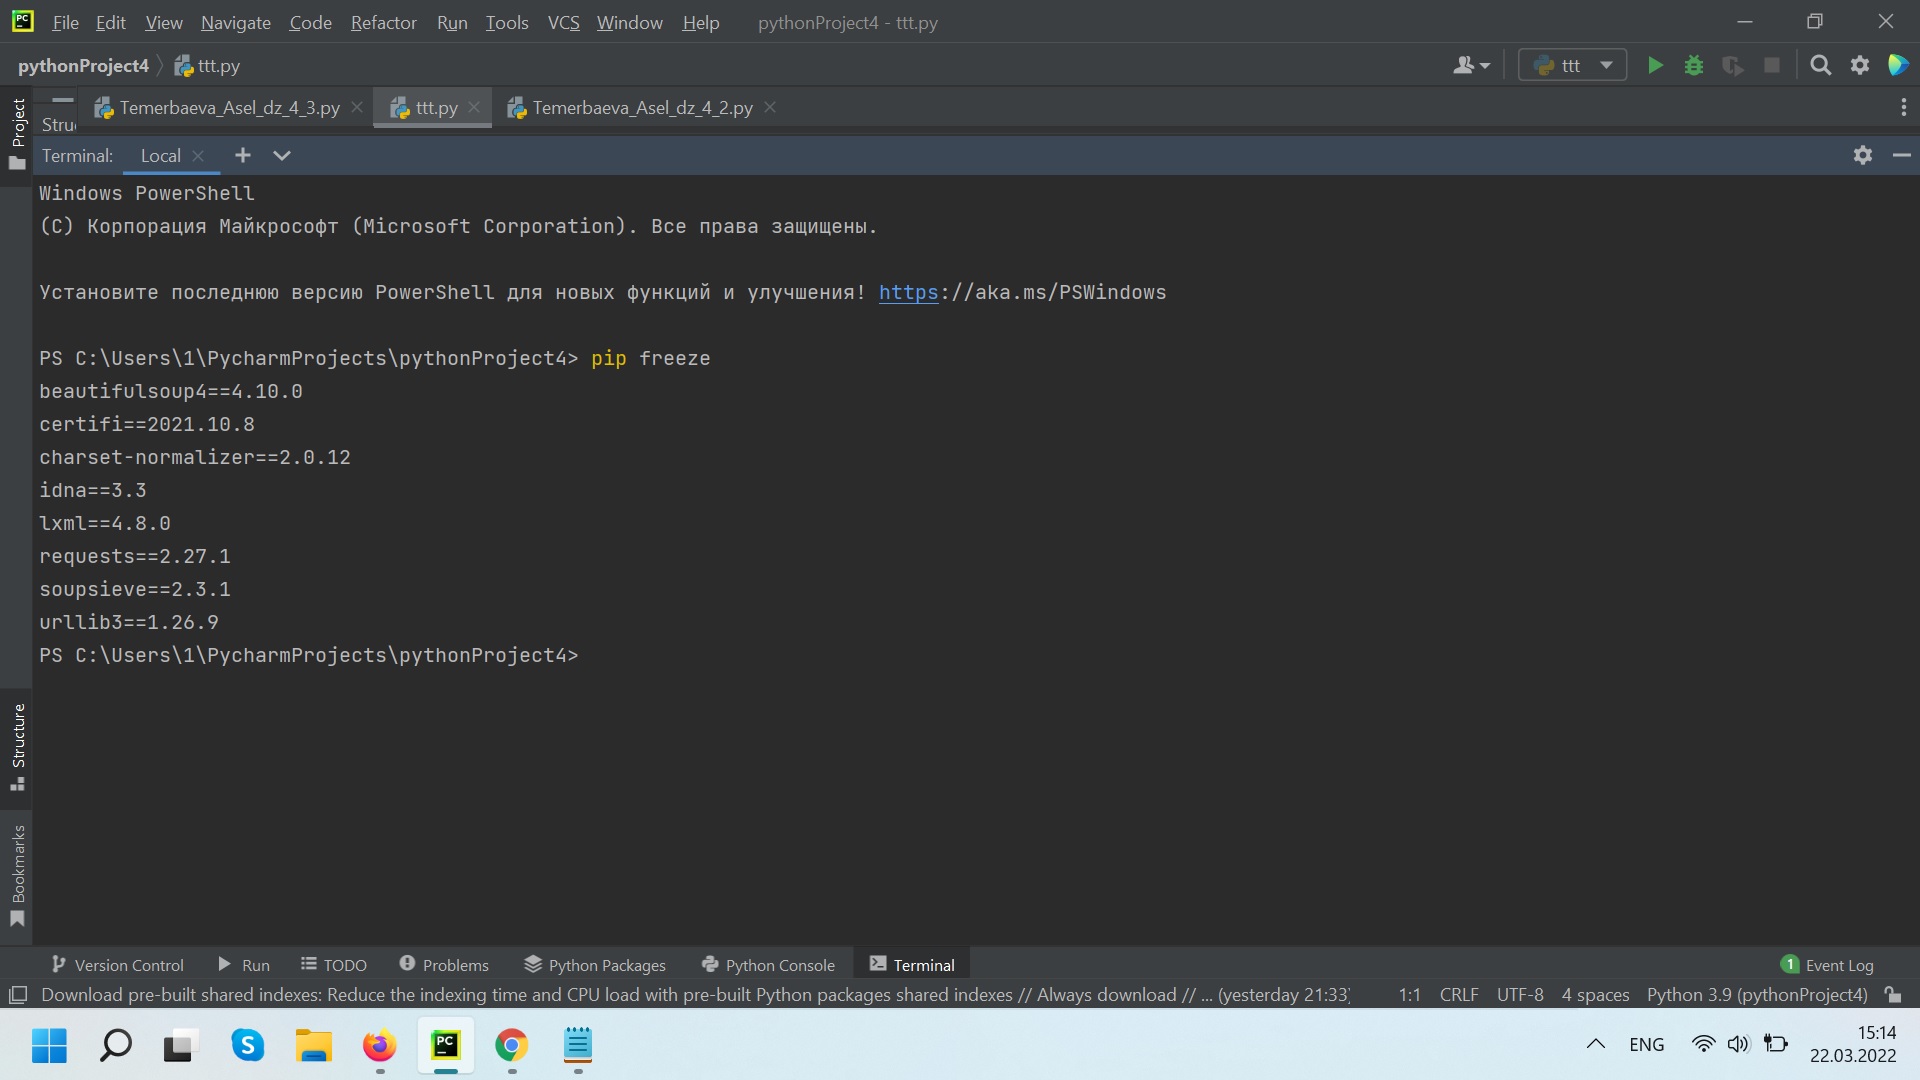 File Edit View Navigate Code Refactor Run Tools VCS Window Help pythonProject4 - ttt.py
pythonProject4 ttt.py ttt
Project
Stru
Temerbaeva_Asel_dz_4_3.py ttt.py Temerbaeva_Asel_dz_4_2.py
Terminal: Local
Windows PowerShell
(C) Корпорация Майкрософт (Microsoft Corporation). Все права защищены.
Установите последнюю версию PowerShell для новых функций и улучшения! https://aka.ms/PSWindows
PS C:\Users\1\PycharmProjects\pythonProject4> pip freeze
beautifulsoup4==4.10.0
certifi==2021.10.8
charset-normalizer==2.0.12
idna==3.3
lxml==4.8.0
requests==2.27.1
soupsieve==2.3.1
urllib3==1.26.9
PS C:\Users\1\PycharmProjects\pythonProject4>
Structure
Bookmarks
Version Control Run TODO Problems Python Packages Python Console Terminal 1 Event Log
Download pre-built shared indexes: Reduce the indexing time and CPU load with pre-built Python packages shared indexes // Always download // ... (yesterday 21:33) 1:1 CRLF UTF-8 4 spaces Python 3.9 (pythonProject4)
ENG 15:14
22.03.2022